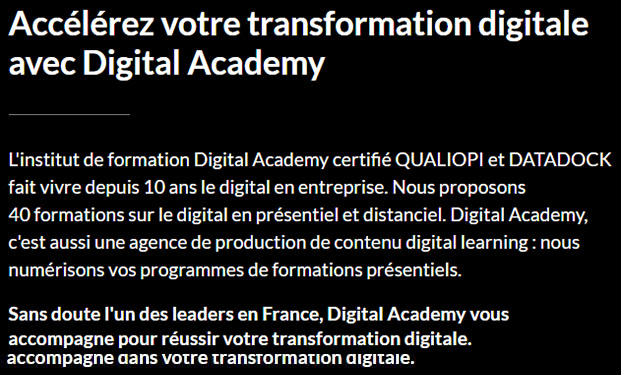 Accélérez votre transformation digitale
avec Digital Academy
L'institut de formation Digital Academy certifié QUALIOPI et DATADOCK
fait vivre depuis 10 ans le digital en entreprise. Nous proposons
40 formations sur le digital en présentiel et distanciel. Digital Academy,
c'est aussi une agence de production de contenu digital learning : nous
numérisons vos programmes de formations présentiels.
Sans doute l'un des leaders en France, Digital Academy vous
accompagne pour réussir votre transformation digitale.
accompagne dans votre transformation digitale.